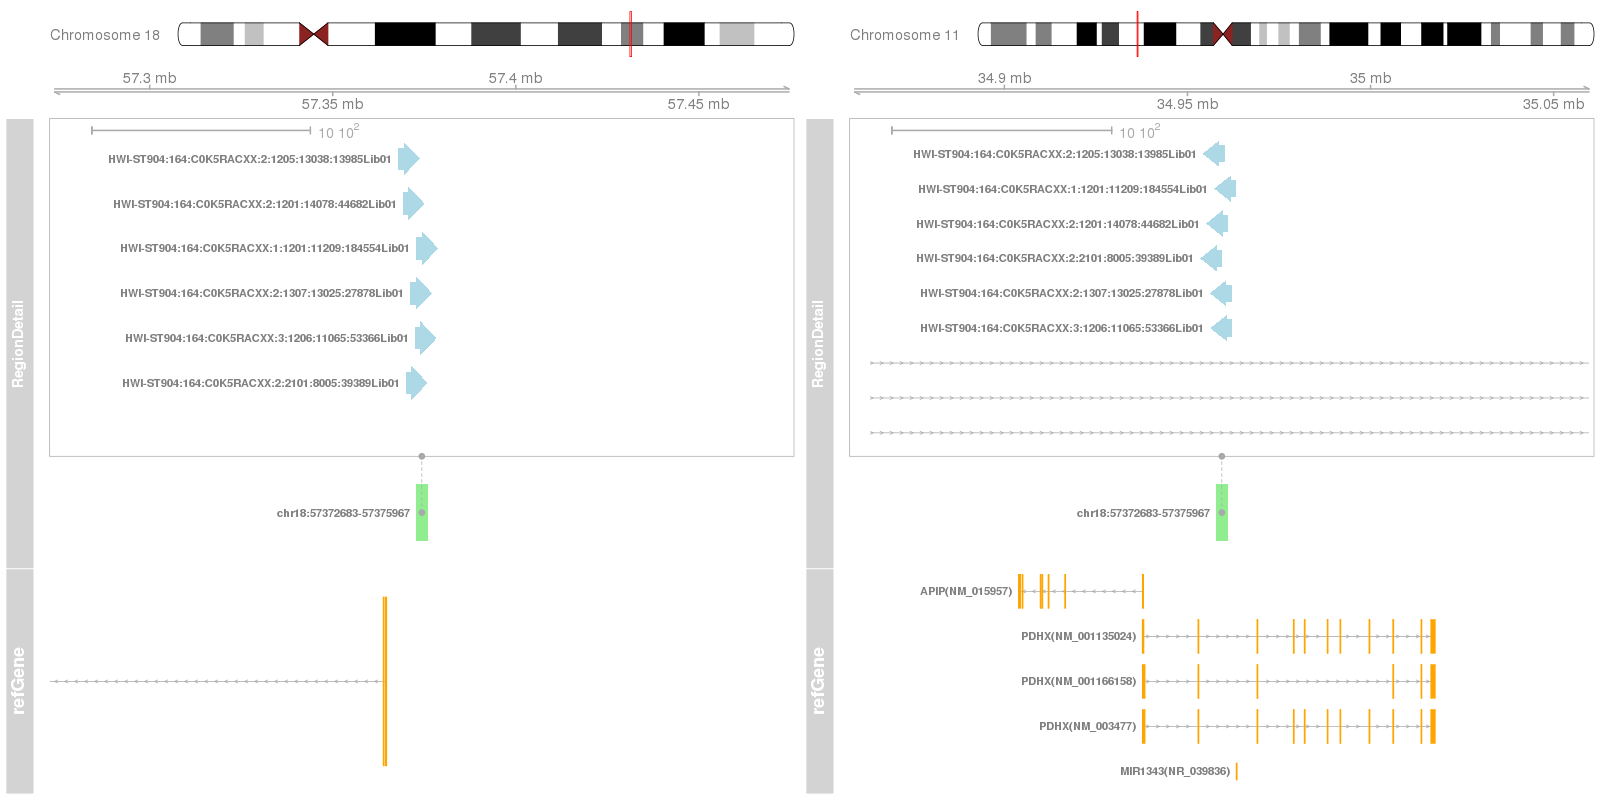 Chromosome 18
57.3 mb
57.4 mb
57.35 mb
57.45 mb
RegionDetail
10 10²
HWI-ST904:164:C0K5RACXX:2:1205:13038:13985Lib01
HWI-ST904:164:C0K5RACXX:2:1201:14078:44682Lib01
HWI-ST904:164:C0K5RACXX:1:1201:11209:184554Lib01
HWI-ST904:164:C0K5RACXX:2:1307:13025:27878Lib01
HWI-ST904:164:C0K5RACXX:3:1206:11065:53366Lib01
HWI-ST904:164:C0K5RACXX:2:2101:8005:39389Lib01
chr18:57372683-57375967
refGene
Chromosome 11
34.9 mb
35 mb
34.95 mb
35.05 mb
RegionDetail
10 10²
HWI-ST904:164:C0K5RACXX:2:1205:13038:13985Lib01
HWI-ST904:164:C0K5RACXX:1:1201:11209:184554Lib01
HWI-ST904:164:C0K5RACXX:2:1201:14078:44682Lib01
HWI-ST904:164:C0K5RACXX:2:2101:8005:39389Lib01
HWI-ST904:164:C0K5RACXX:2:1307:13025:27878Lib01
HWI-ST904:164:C0K5RACXX:3:1206:11065:53366Lib01
chr18:57372683-57375967
refGene
APIP(NM_015957)
PDHX(NM_001135024)
PDHX(NM_001166158)
PDHX(NM_003477)
MIR1343(NR_039836)